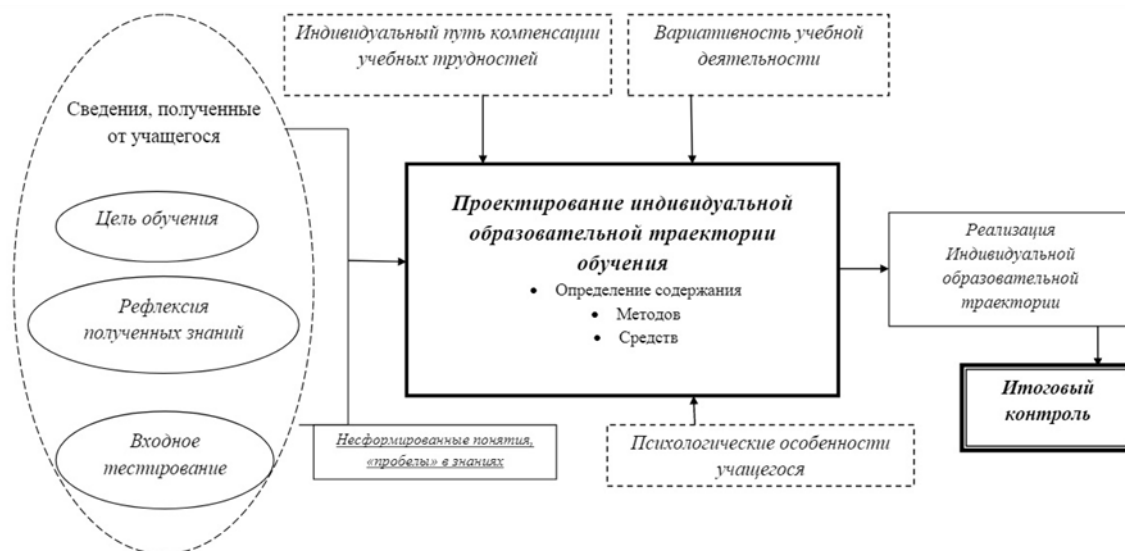 Индивидуальный путь компенсации
учебных трудностей
Вариативность учебной
деятельности
Сведения, полученные
от учащегося
Цель обучения
Рефлексия
полученных знаний
Входное
тестирование
Несформированные понятия,
«пробелы» в знаниях
Проектирование индивидуальной
образовательной траектории
обучения
• Определение содержания
• Методов
• Средств
Психологические особенности
учащегося
Реализация
Индивидуальной
образовательной
траектории
Итоговый
контроль